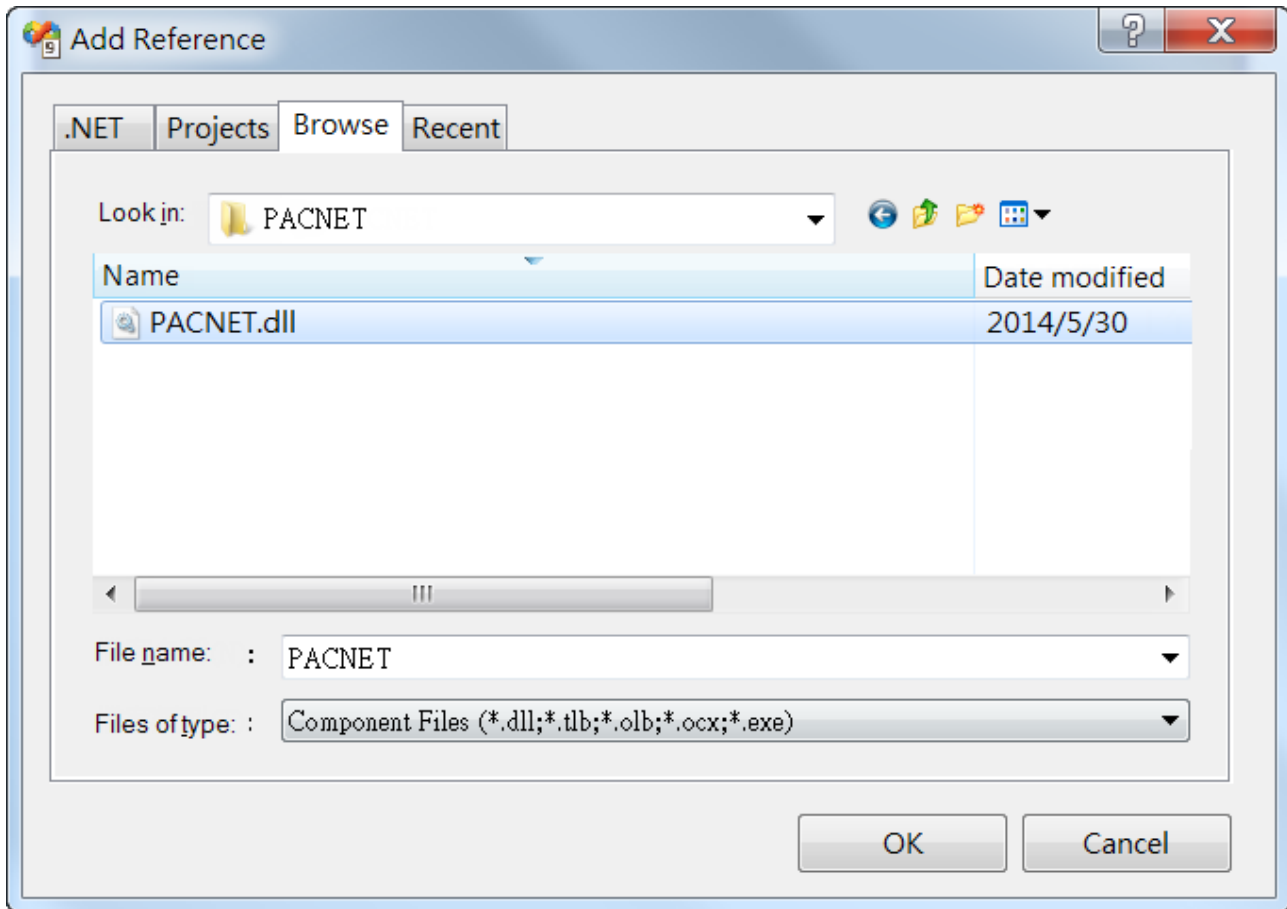 Add Reference
.NET Projects Browse Recent
Look in: PACNET
Name Date modified
PACNET.dll 2014/5/30
File name: : PACNET
Files of type: : Component Files (*.dll;*.tlb;*.olb;*.ocx;*.exe)
OK Cancel